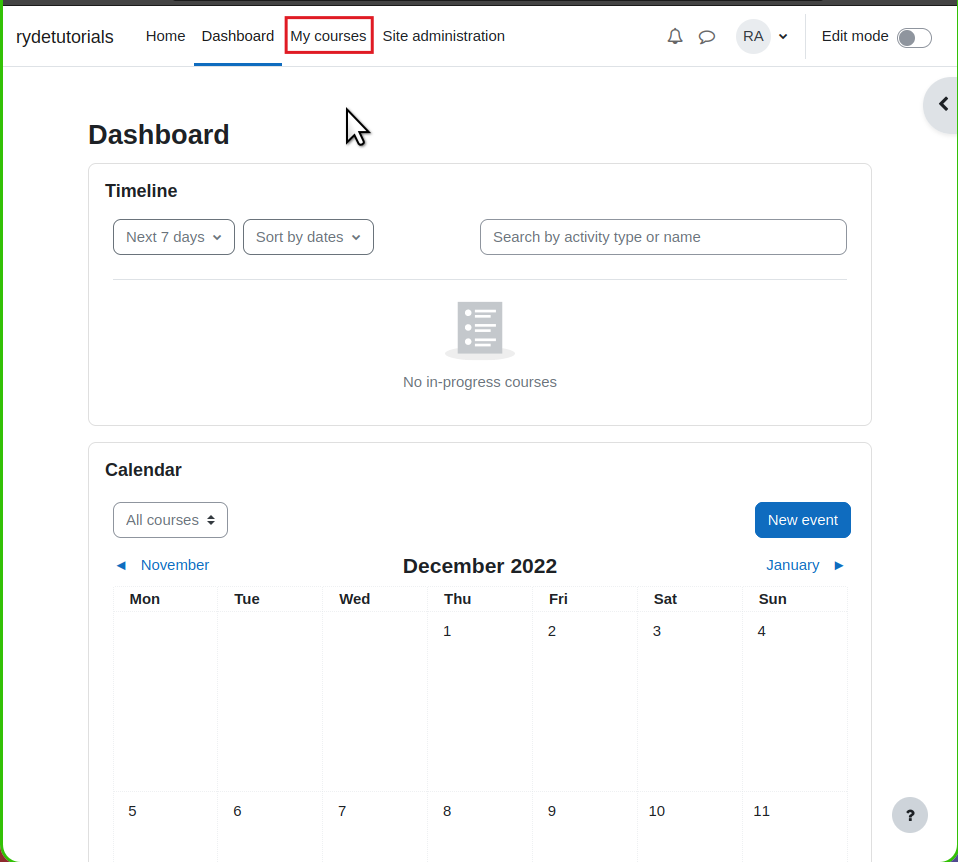 rydetutorials Home Dashboard My courses Site administration RA Edit mode
Dashboard
Timeline
Next 7 days Sort by dates Search by activity type or name
No in-progress courses
Calendar
All courses New event
◄ November December 2022 January ►
Mon Tue Wed Thu Fri Sat Sun
1 2 3 4
5 6 7 8 9 10 11
?